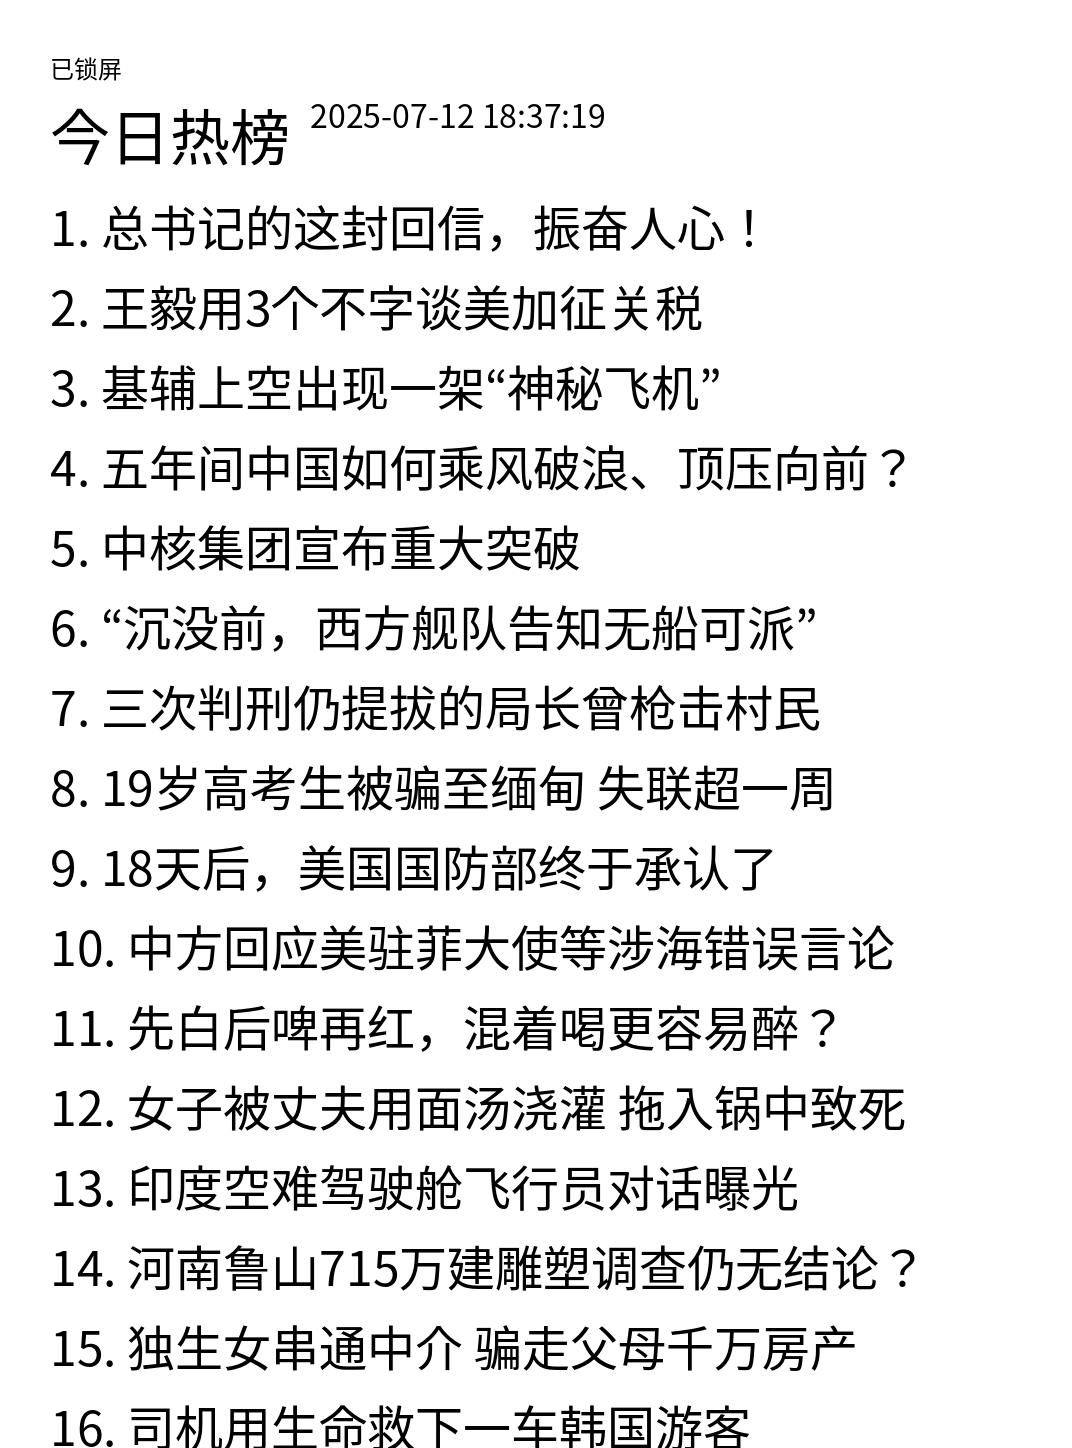 已锁屏
今日热榜 2025-07-12 18:37:19
1. 总书记的这封回信，振奋人心！
2. 王毅用3个不字谈美加征关税
3. 基辅上空出现一架“神秘飞机”
4. 五年间中国如何乘风破浪、顶压向前？
5. 中核集团宣布重大突破
6. “沉没前，西方舰队告知无船可派”
7. 三次判刑仍提拔的局长曾枪击村民
8. 19岁高考生被骗至缅甸 失联超一周
9. 18天后，美国国防部终于承认了
10. 中方回应美驻菲大使等涉海错误言论
11. 先白后啤再红，混着喝更容易醉？
12. 女子被丈夫用面汤浇灌 拖入锅中致死
13. 印度空难驾驶舱飞行员对话曝光
14. 河南鲁山715万建雕塑调查仍无结论？
15. 独生女串通中介 骗走父母千万房产
16. 司机用生命救下一车韩国游客